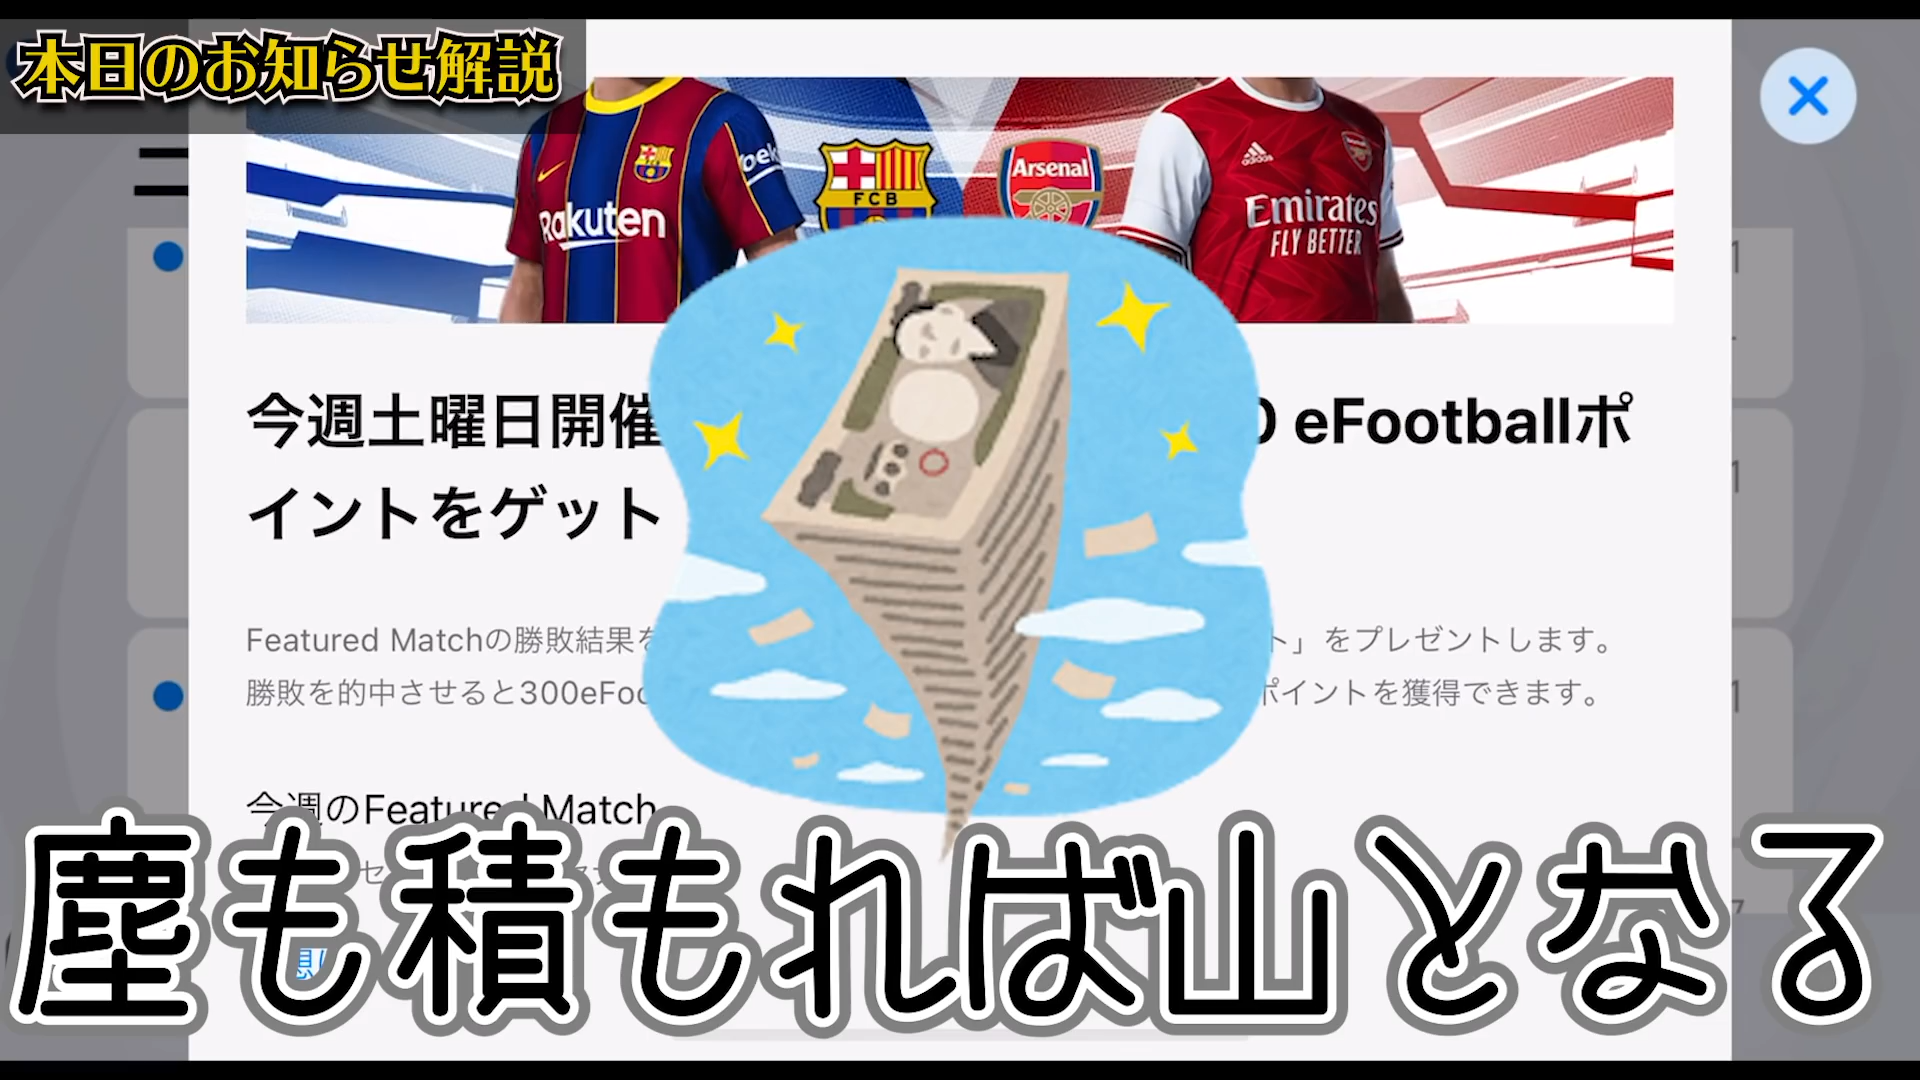 本日のお知らせ解説
Rakuten
FCB
Arsenal
adidas
Emirates
FLY BETTER
今週土曜日開催 0 eFootballポ
イントをゲット
Featured Matchの勝敗結果を ト」をプレゼントします。
勝敗を的中させると300eFoo ポイントを獲得できます。
今週のFeatured Match
塵も積もれば山となる